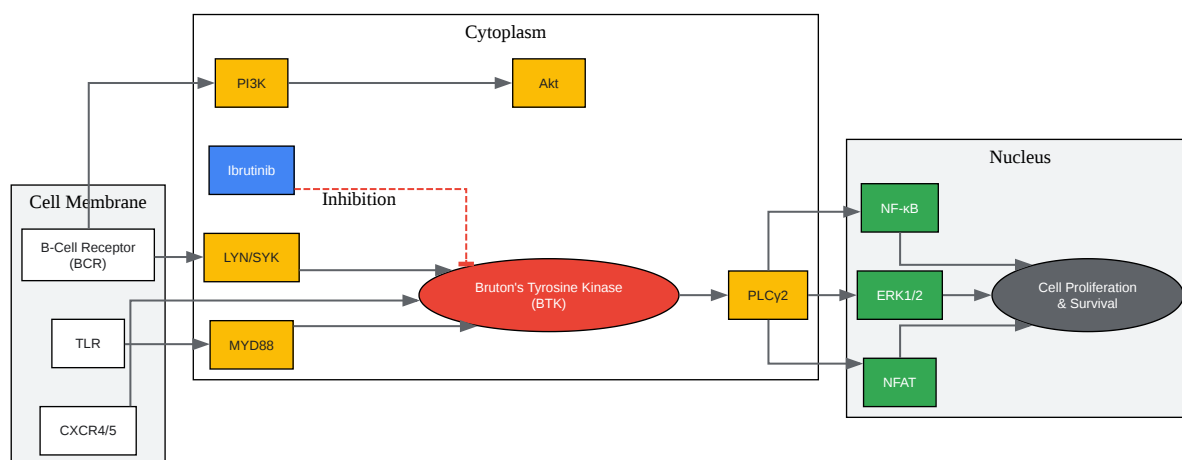 Cytoplasm
PI3K
Akt
Ibrutinib
Inhibition
Nucleus
Cell Membrane
NF-κB
B-Cell Receptor
(BCR)
LYN/SYK
Bruton's Tyrosine Kinase
(BTK)
PLCγ2
ERK1/2
Cell Proliferation
& Survival
TLR
MYD88
NFAT
CXCR4/5